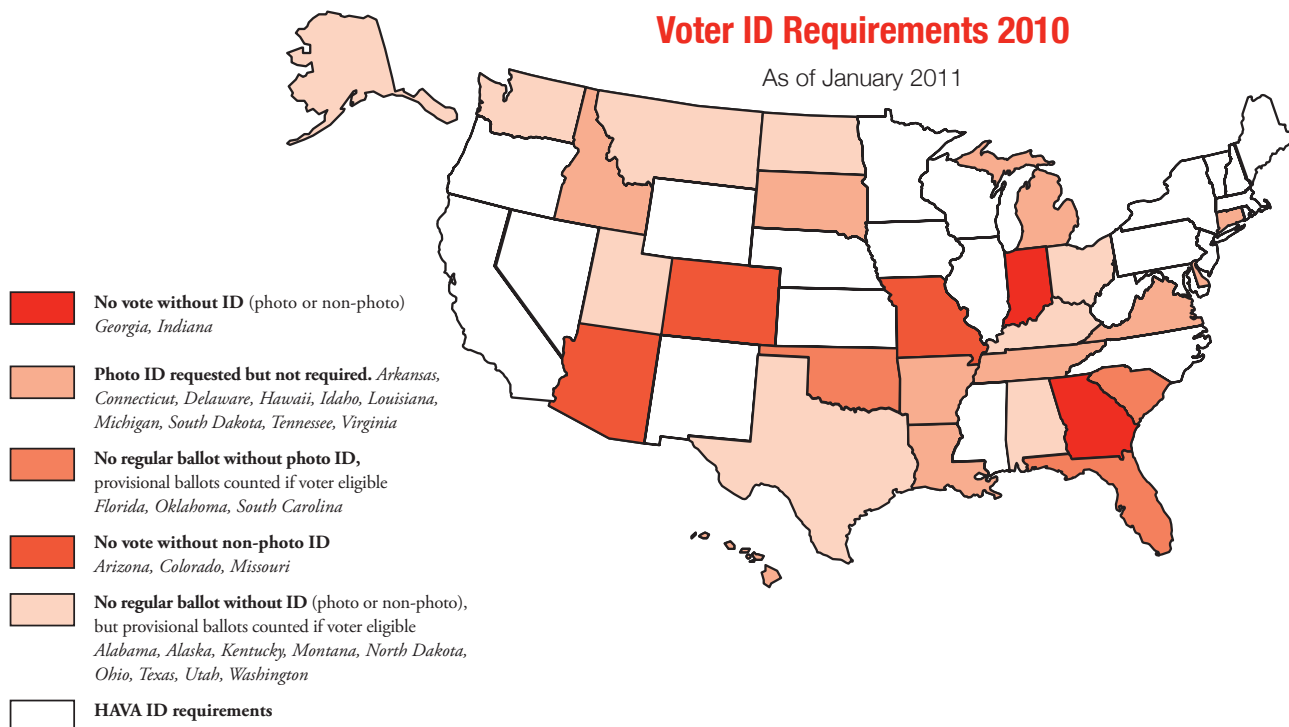 Voter ID Requirements 2010
As of January 2011
No vote without ID (photo or non-photo)
Georgia, Indiana
Photo ID requested but not required. Arkansas,
Connecticut, Delaware, Hawaii, Idaho, Louisiana,
Michigan, South Dakota, Tennessee, Virginia
No regular ballot without photo ID,
provisional ballots counted if voter eligible
Florida, Oklahoma, South Carolina
No vote without non-photo ID
Arizona, Colorado, Missouri
No regular ballot without ID (photo or non-photo),
but provisional ballots counted if voter eligible
Alabama, Alaska, Kentucky, Montana, North Dakota,
Ohio, Texas, Utah, Washington
HAVA ID requirements